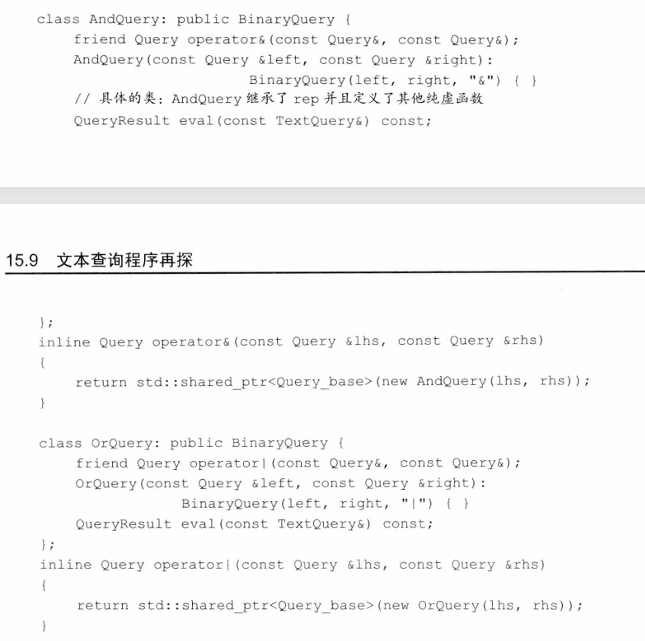 class AndQuery: public BinaryQuery {
    friend Query operator&(const Query&, const Query&);
    AndQuery(const Query &left, const Query &right):
                        BinaryQuery(left, right, "&") { }
    // 具体的类：AndQuery 继承了 rep 并且定义了其他纯虚函数
    QueryResult eval(const TextQuery&) const;
15.9 文本查询程序再探
};
inline Query operator&(const Query &lhs, const Query &rhs)
{
    return std::shared_ptr<Query_base>(new AndQuery(lhs, rhs));
}
class OrQuery: public BinaryQuery {
    friend Query operator|(const Query&, const Query&);
    OrQuery(const Query &left, const Query &right):
                BinaryQuery(left, right, "|") { }
    QueryResult eval(const TextQuery&) const;
};
inline Query operator|(const Query &lhs, const Query &rhs)
{
    return std::shared_ptr<Query_base>(new OrQuery(lhs, rhs));
}